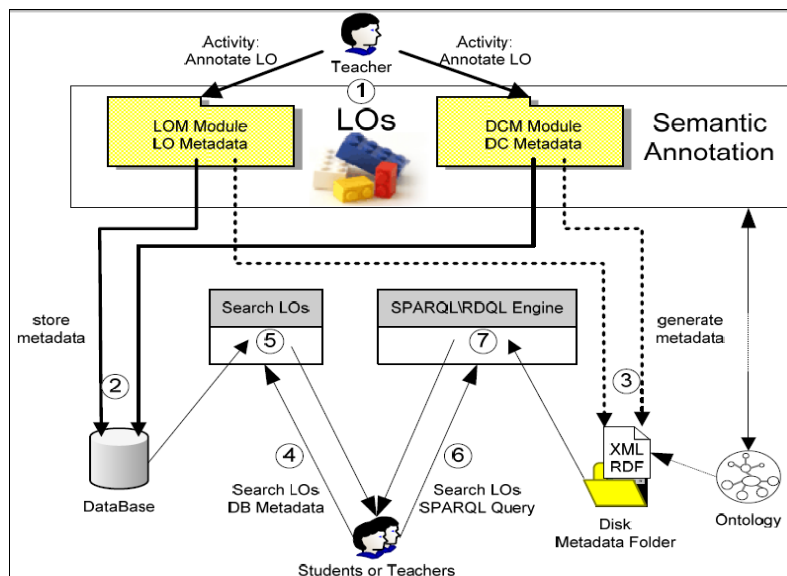 Activity:
Annotate LO
Teacher
Activity:
Annotate LO
1
LOM Module
LO Metadata
LOs
DCM Module
DC Metadata
Semantic
Annotation
store
metadata
Search LOs
5
SPARQL\RDQL Engine
7
generate
metadata
2
3
4
6
XML
RDF
Search LOs
DB Metadata
Search LOs
SPARQL Query
DataBase
Students or Teachers
Disk
Metadata Folder
Ontology